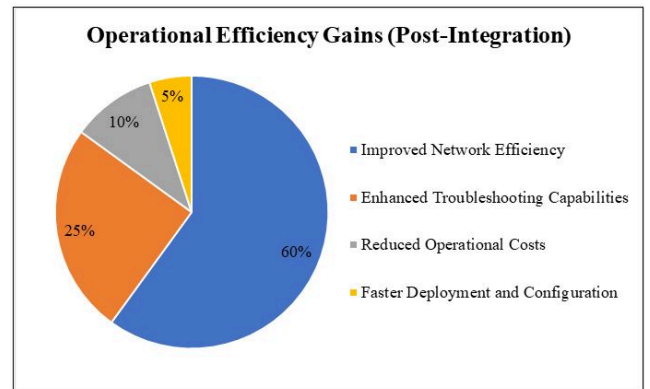 Operational Efficiency Gains (Post-Integration)
5%
10%
25%
60%
Improved Network Efficiency
Enhanced Troubleshooting Capabilities
Reduced Operational Costs
Faster Deployment and Configuration